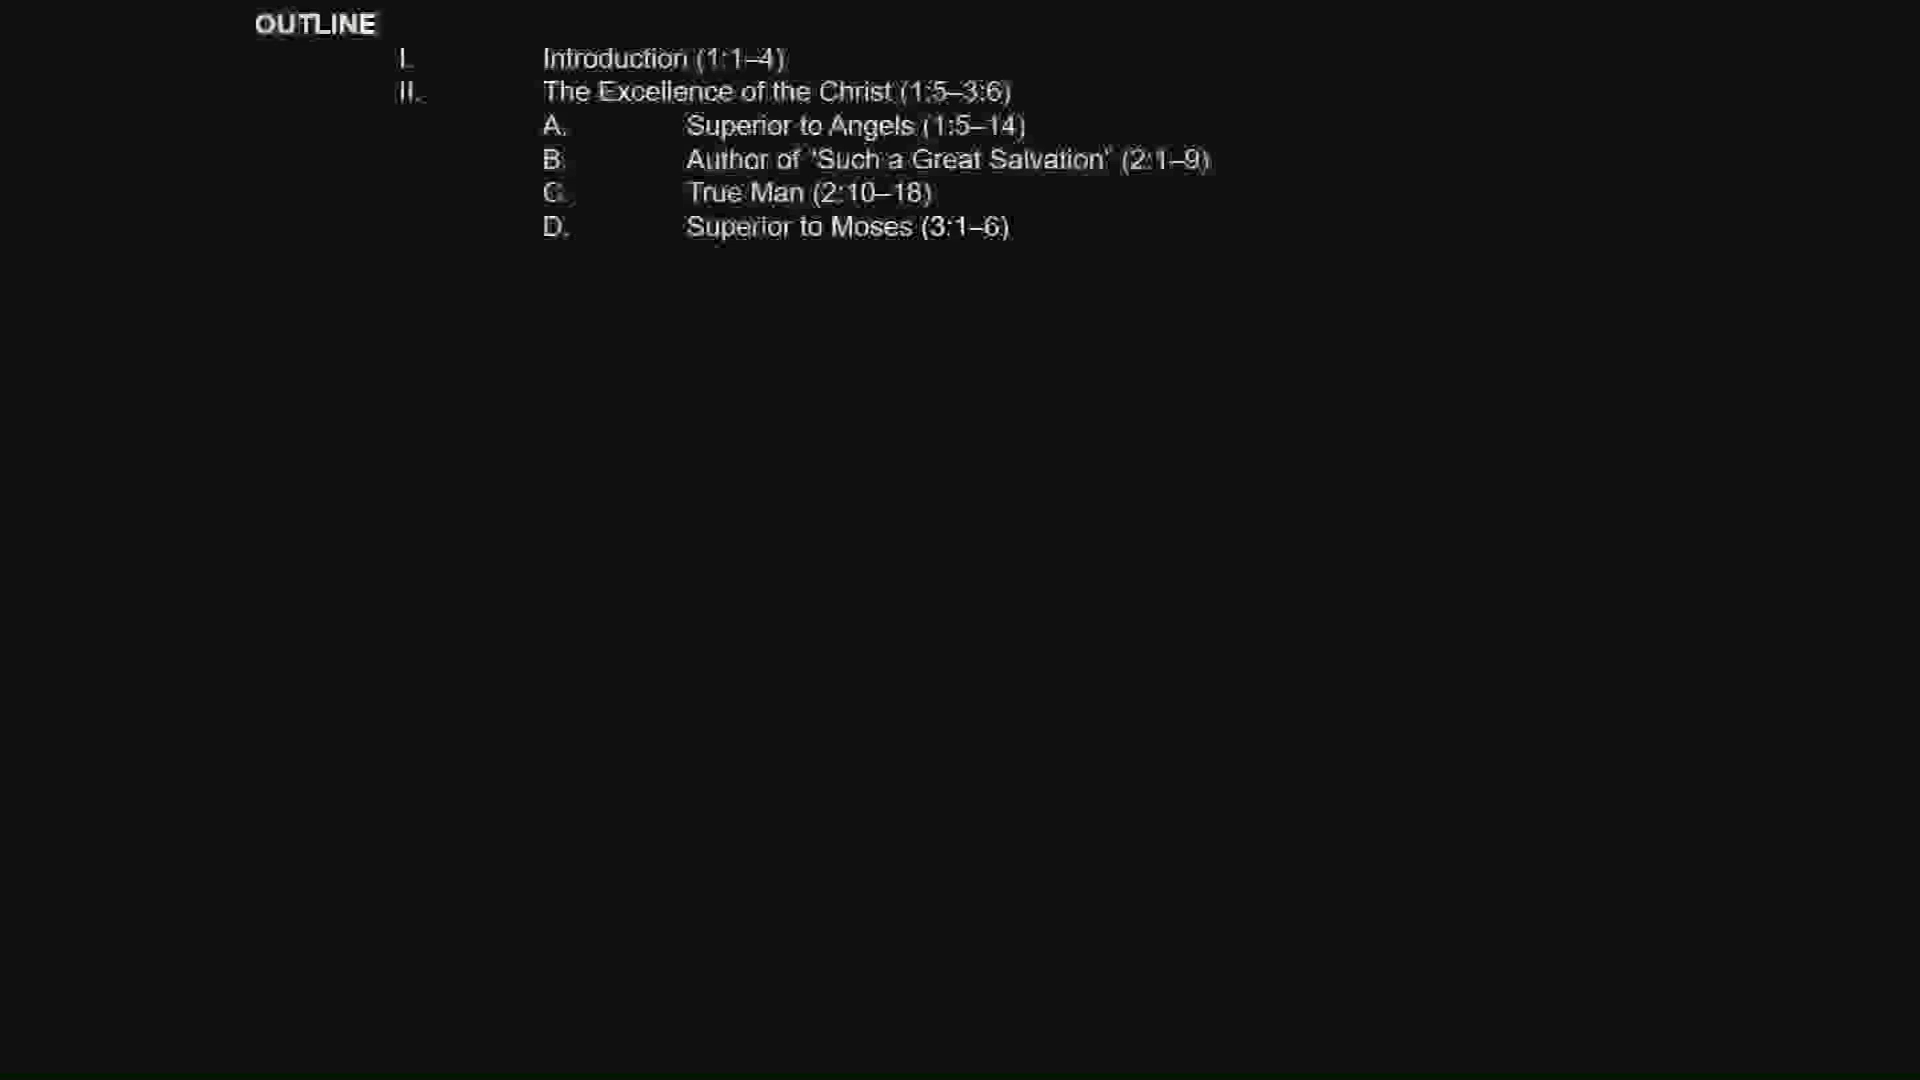 OUTLINE
I. Introduction (1:1–4)
II. The Excellence of the Christ (1:5–3:6)
A. Superior to Angels (1:5–14)
B. Author of 'Such a Great Salvation' (2:1–9)
C. True Man (2:10–18)
D. Superior to Moses (3:1–6)